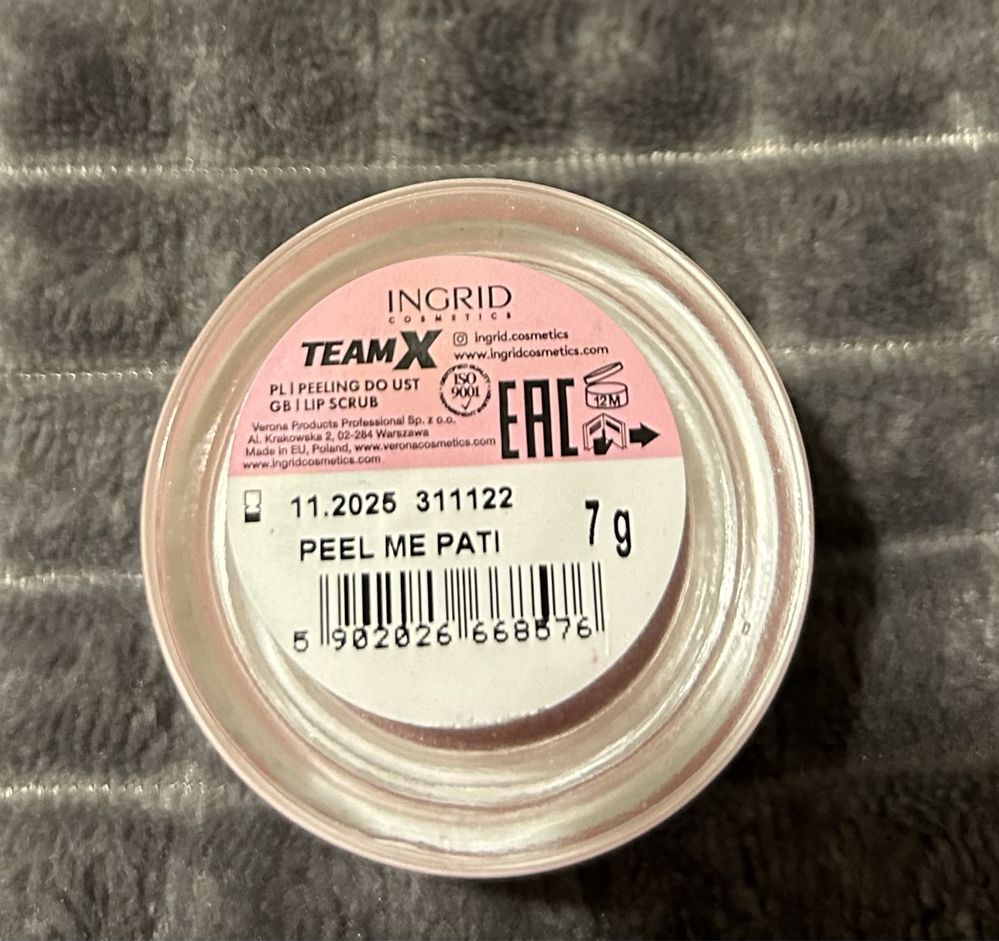 INGRID
COSMETICS
TEAMX
ingrid.cosmetics
www.ingridcosmetics.com
PL | PEELING DO UST
GB | LIP SCRUB
ISO
9001
EAC
12M
Verona Products Professional Sp. z o.o.
Al. Krakowska 2, 02-284 Warszawa
Made in EU, Poland, www.veronacosmetics.com
www.ingridcosmetics.com
11.2025 311122
7 g
PEEL ME PATI
5 902026 668576